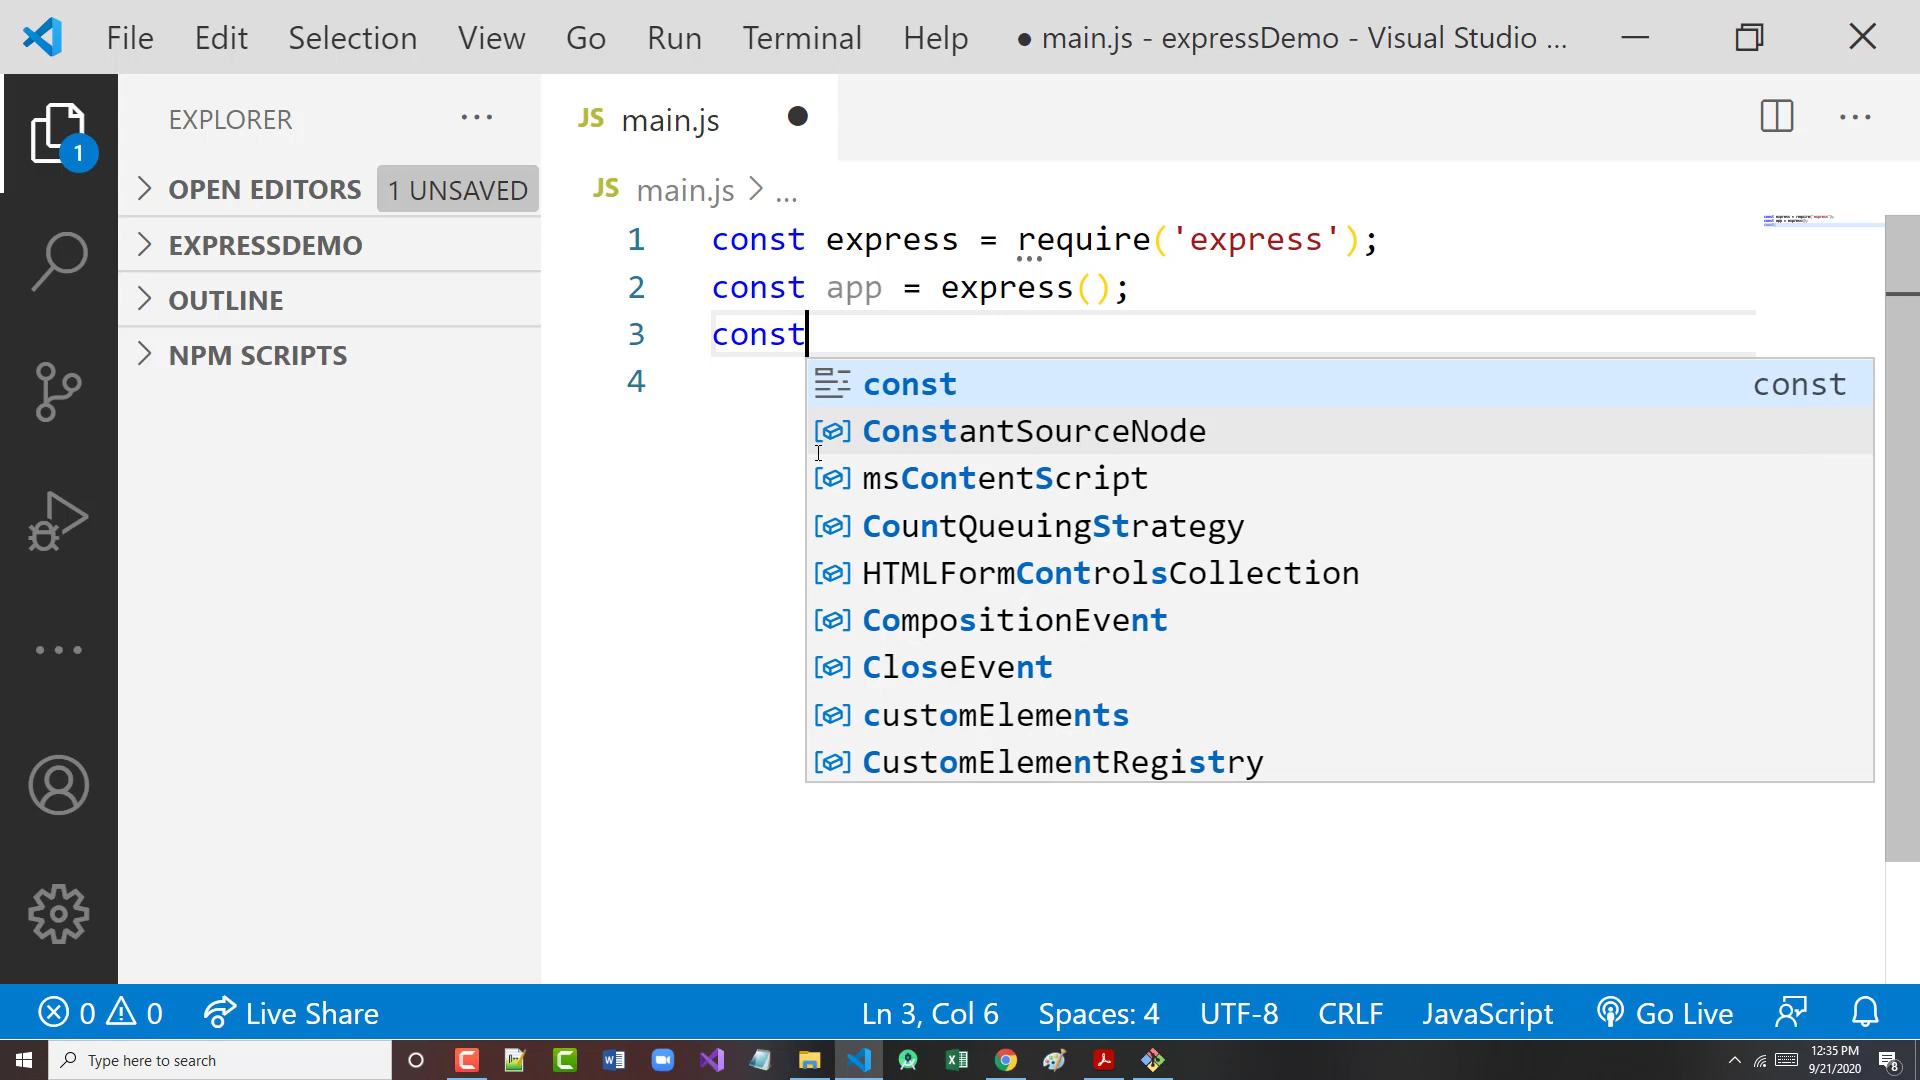 File Edit Selection View Go Run Terminal Help ● main.js - expressDemo - Visual Studio ...
EXPLORER ...
JS main.js ●
1
OPEN EDITORS 1 UNSAVED
JS main.js > ...
EXPRESSDEMO
OUTLINE
NPM SCRIPTS
1 const express = require('express');
2 const app = express();
3 const
4
const const
ConstantSourceNode
msContentScript
CountQueuingStrategy
HTMLFormControlsCollection
CompositionEvent
CloseEvent
customElements
CustomElementRegistry
0 0 Live Share Ln 3, Col 6 Spaces: 4 UTF-8 CRLF JavaScript Go Live
Type here to search
12:35 PM
9/21/2020
8